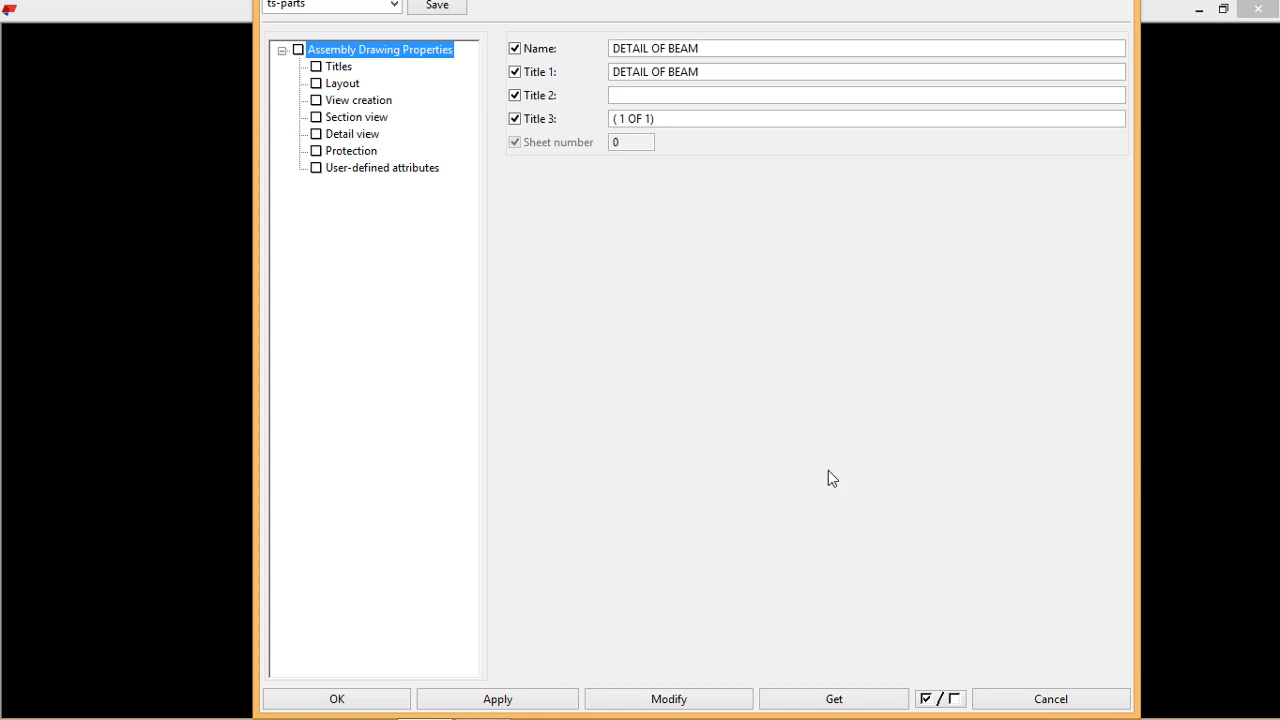 ts-parts
Save
Assembly Drawing Properties
Titles
Layout
View creation
Section view
Detail view
Protection
User-defined attributes
Name: DETAIL OF BEAM
Title 1: DETAIL OF BEAM
Title 2:
Title 3: ( 1 OF 1)
Sheet number 0
OK Apply Modify Get / Cancel